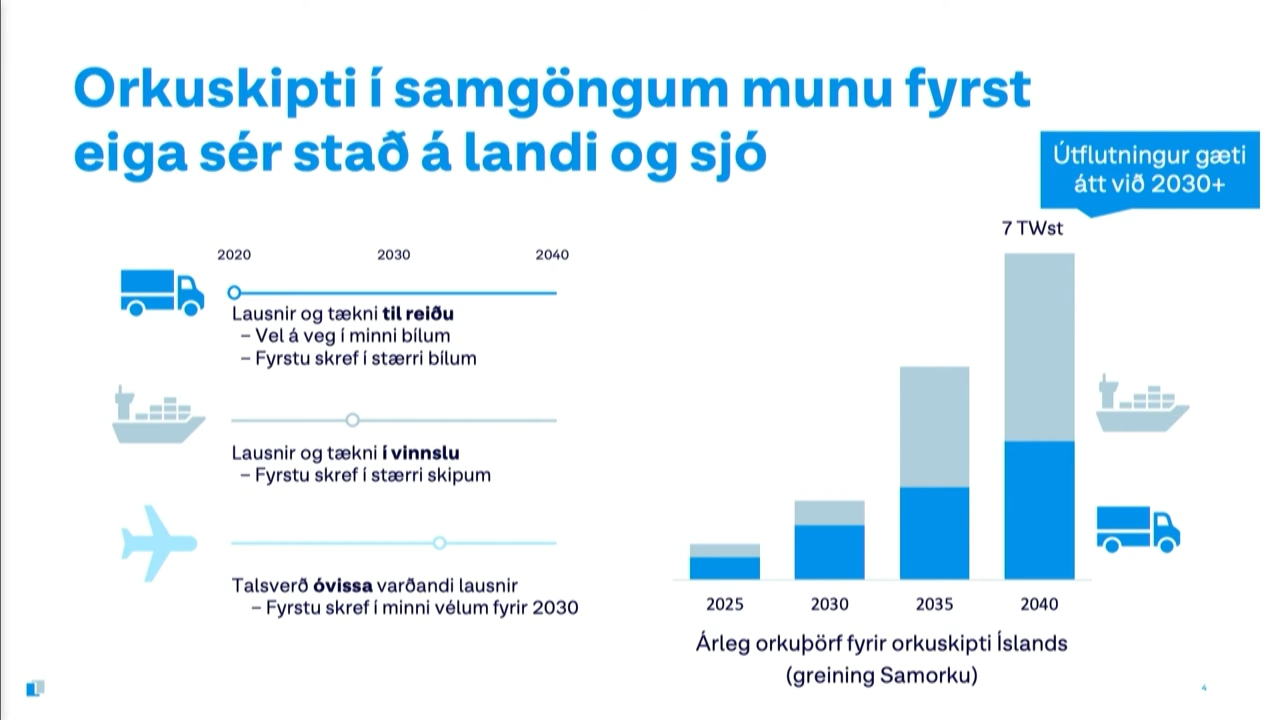 Orkuskipti í samgöngum munu fyrst
eiga sér stað á landi og sjó
Útflutningur gæti
átt við 2030+
2020 2030 2040
Lausnir og tækni til reiðu
– Vel á veg í minni bílum
– Fyrstu skref í stærri bílum
Lausnir og tækni í vinnslu
– Fyrstu skref í stærri skipum
Talsverð óvissa varðandi lausnir
– Fyrstu skref í minni vélum fyrir 2030
7 TWst
2025 2030 2035 2040
Árleg orkuþörf fyrir orkuskipti Íslands
(greining Samorku)
4